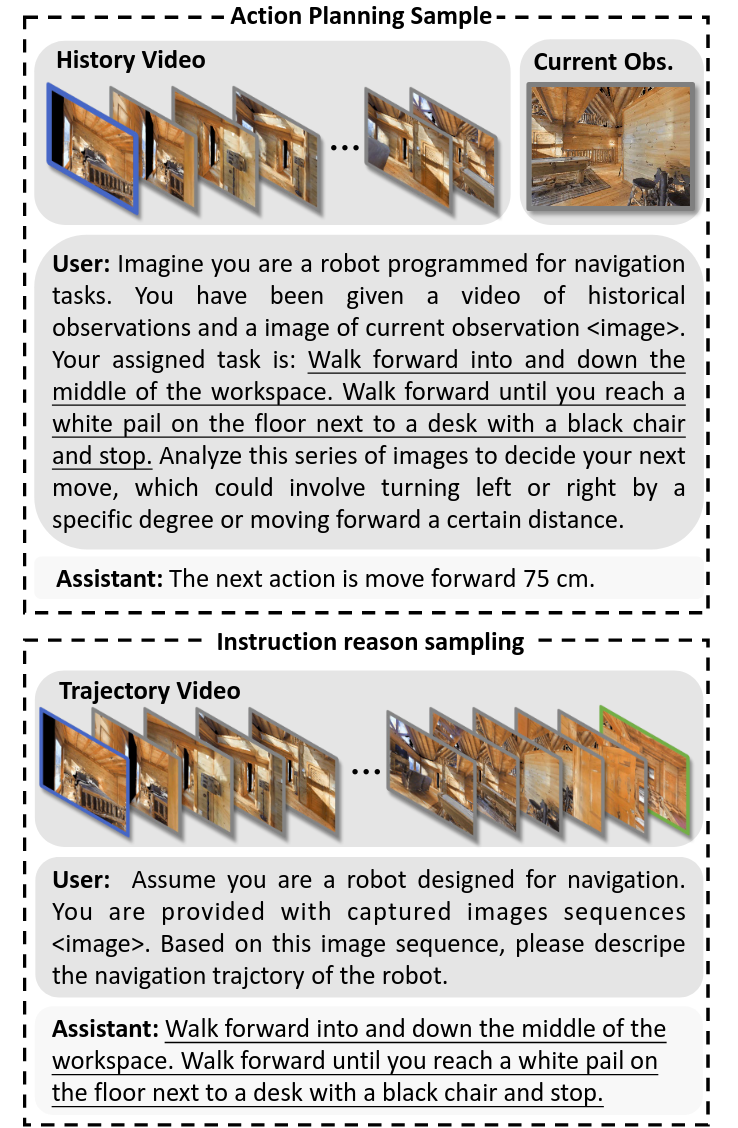 Action Planning Sample
History Video
Current Obs.
...
User: Imagine you are a robot programmed for navigation
tasks. You have been given a video of historical
observations and a image of current observation <image>.
Your assigned task is: Walk forward into and down the
middle of the workspace. Walk forward until you reach a
white pail on the floor next to a desk with a black chair
and stop. Analyze this series of images to decide your next
move, which could involve turning left or right by a
specific degree or moving forward a certain distance.
Assistant: The next action is move forward 75 cm.
Instruction reason sampling
Trajectory Video
...
User: Assume you are a robot designed for navigation.
You are provided with captured images sequences
<image>. Based on this image sequence, please descripe
the navigation trajctory of the robot.
Assistant: Walk forward into and down the middle of the
workspace. Walk forward until you reach a white pail on
the floor next to a desk with a black chair and stop.